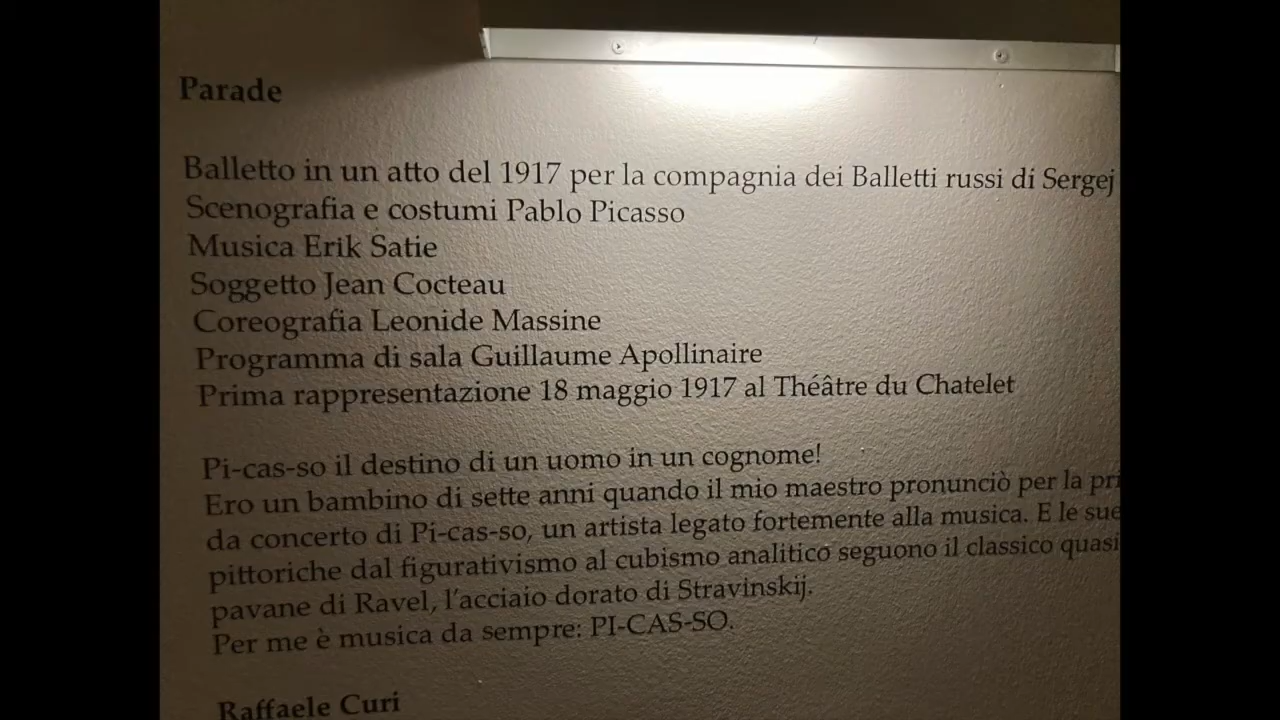 Parade
Balletto in un atto del 1917 per la compagnia dei Balletti russi di Sergej
Scenografia e costumi Pablo Picasso
Musica Erik Satie
Soggetto Jean Cocteau
Coreografia Leonide Massine
Programma di sala Guillaume Apollinaire
Prima rappresentazione 18 maggio 1917 al Théâtre du Chatelet
Pi-cas-so il destino di un uomo in un cognome!
Ero un bambino di sette anni quando il mio maestro pronunciò per la pri
da concerto di Pi-cas-so, un artista legato fortemente alla musica. E le sue
pittoriche dal figurativismo al cubismo analitico seguono il classico quasi
pavane di Ravel, l'acciaio dorato di Stravinskij.
Per me è musica da sempre: PI-CAS-SO.
Raffaele Curi